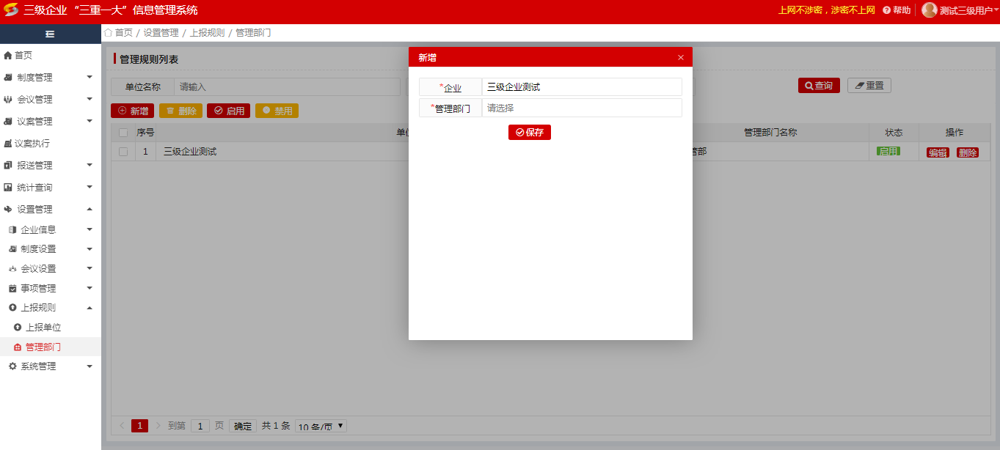 三级企业 “三重一大” 信息管理系统
上网不涉密，涉密不上网 帮助 测试三级用户
首页 / 设置管理 / 上报规则 / 管理部门
首页
制度管理
会议管理
议案管理
议案执行
报送管理
统计查询
设置管理
企业信息
制度设置
会议设置
事项管理
上报规则
上报单位
管理部门
系统管理
管理规则列表
单位名称 请输入
查询 重置
新增 删除 启用 禁用
序号 管理部门名称 状态 操作
1 三级企业测试 管部 启用 编辑 删除
新增 ×
*企业 三级企业测试
*管理部门 请选择
保存
1 到第 1 页 确定 共 1 条 10 条/页